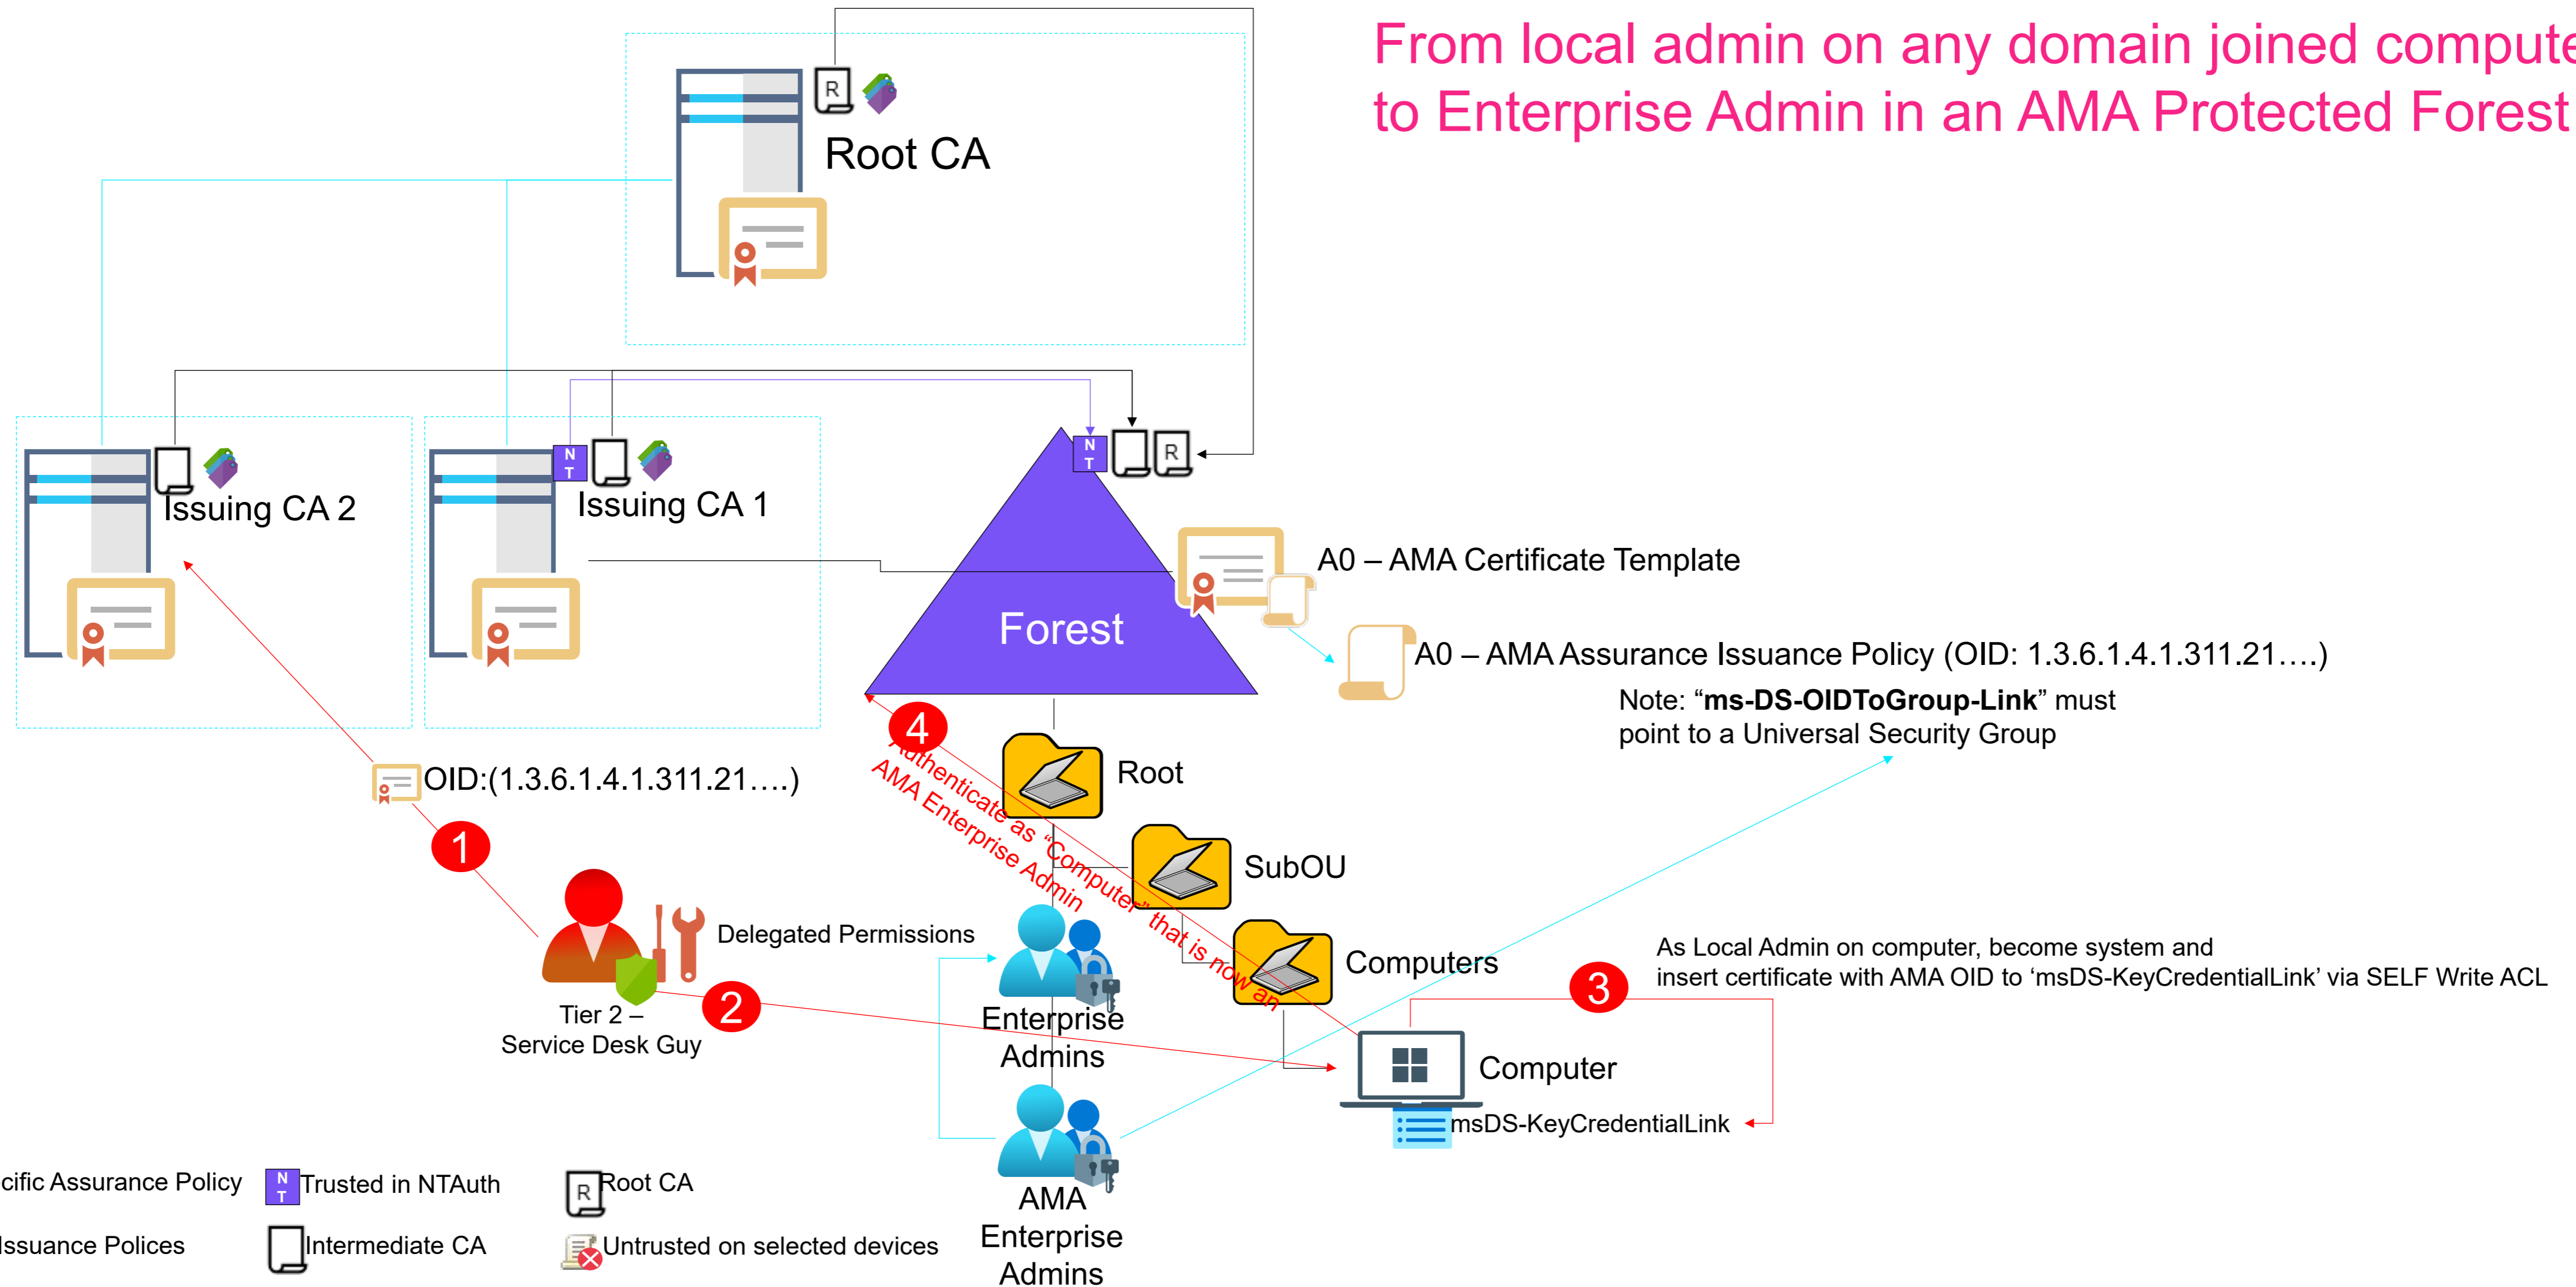 From local admin on any domain joined compute
to Enterprise Admin in an AMA Protected Forest
R
Root CA
N
T
R
N
T
Issuing CA 2
Issuing CA 1
A0 – AMA Certificate Template
Forest
A0 – AMA Assurance Issuance Policy (OID: 1.3.6.1.4.1.311.21….)
Note: “ms-DS-OIDToGroup-Link” must
point to a Universal Security Group
4
Authenticate as “Computer” that is now an
AMA Enterprise Admin
Root
OID:(1.3.6.1.4.1.311.21….)
1
SubOU
Delegated Permissions
Computers
As Local Admin on computer, become system and
insert certificate with AMA OID to ‘msDS-KeyCredentialLink’ via SELF Write ACL
3
2
Tier 2 –
Service Desk Guy
Enterprise
Admins
Computer
msDS-KeyCredentialLink
AMA
Enterprise
Admins
cific Assurance Policy
N
T
Trusted in NTAuth
R
Root CA
Issuance Polices
Intermediate CA
Untrusted on selected devices